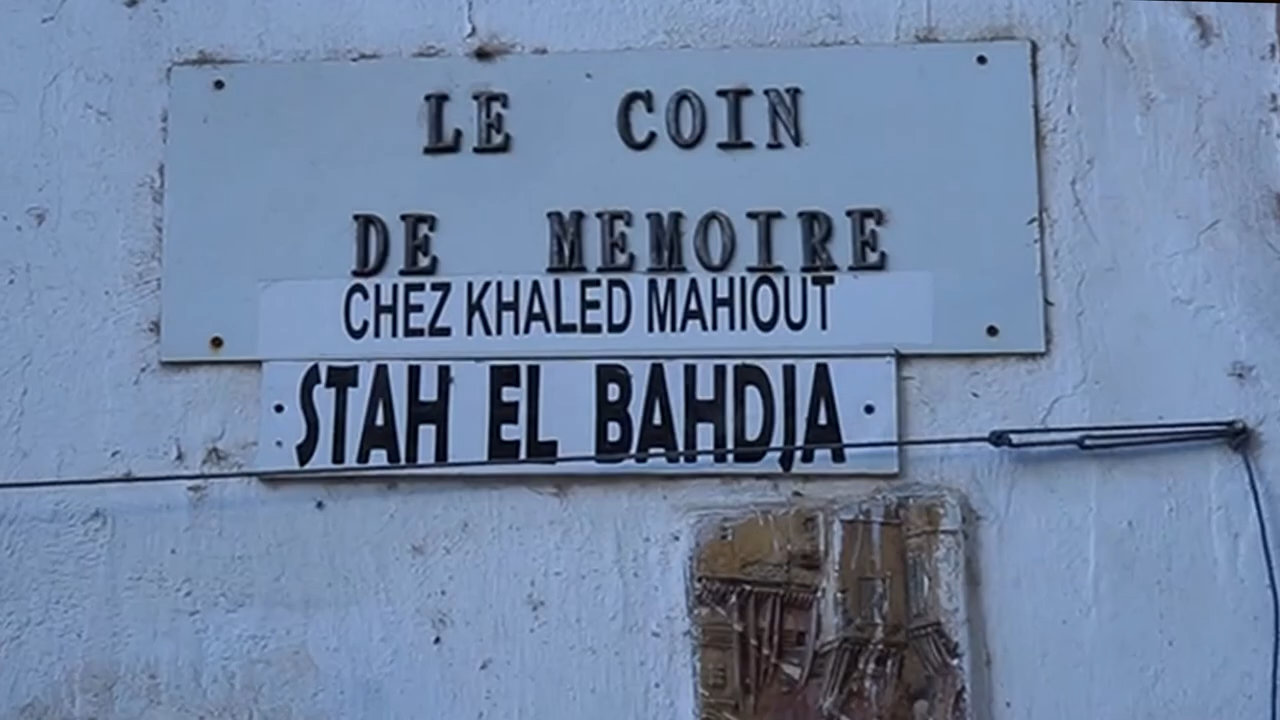 LE COIN
DE MEMOIRE
CHEZ KHALED MAHIOUT
STAH EL BAHDJA